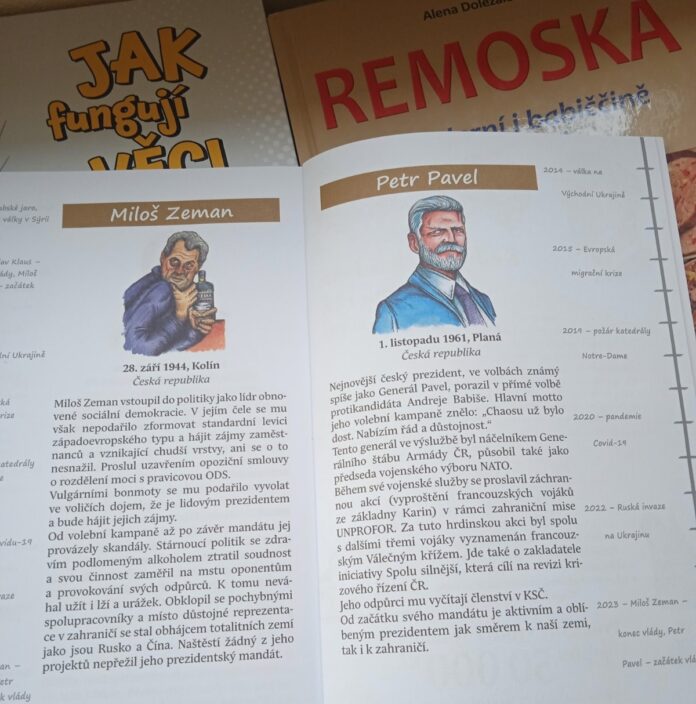 JAK
fungují
VĚCI
REMOSKA
i babiččině
Miloš Zeman
28. září 1944, Kolín
Česká republika
Miloš Zeman vstoupil do politiky jako lídr obno-
vené sociální demokracie. V jejím čele se mu
však nepodařilo zformovat standardní levici
západoevropského typu a hájit zájmy zaměst-
nanců a vznikající chudší vrstvy, ani se o to
nesnažil. Proslul uzavřením opoziční smlouvy
o rozdělení moci s pravicovou ODS.
Vulgárními bonmoty se mu podařilo vyvolat
ve voličích dojem, že je lidovým prezidentem
a bude hájit jejich zájmy.
Od volební kampaně až po závěr mandátu jej
provázely skandály. Stárnoucí politik se zdra-
vím podlomeným alkoholem ztratil soudnost
a svou činnost zaměřil na mstu oponentům
a provokování svých odpůrců. K tomu nevá-
hal užít i lží a urážek. Obklopil se pochybnými
spolupracovníky a místo důstojné reprezenta-
ce v zahraničí se stal obhájcem totalitních zemí
jako jsou Rusko a Čína. Naštěstí žádný z jeho
projektů nepřežil jeho prezidentský mandát.
Petr Pavel
1. listopadu 1961, Planá
Česká republika
Nejnovější český prezident, ve volbách známý
spíše jako Generál Pavel, porazil v přímé volbě
protikandidáta Andreje Babiše. Hlavní motto
jeho volební kampaně znělo: „Chaosu už bylo
dost. Nabízím řád a důstojnost.“
Tento generál ve výslužbě byl náčelníkem Gene-
rálního štábu Armády ČR, působil také jako
předseda vojenského výboru NATO.
Během své vojenské služby se proslavil záchran-
nou akcí (vyproštění francouzských vojáků
ze základny Karin) v rámci zahraniční mise
UNPROFOR. Za tuto hrdinskou akci byl spolu
s dalšími třemi vojáky vyznamenán francouz-
ským Válečným křížem. Jde také o zakladatele
iniciativy Spolu silnější, která cílí na revizi kri-
zového řízení ČR.
Jeho odpůrci mu vyčítají členství v KSČ.
Od začátku svého mandátu je aktivním a oblí-
beným prezidentem jak směrem k naší zemi,
tak i k zahraničí.
2014 – válka na
Východní Ukrajině
2015 – Evropská
migrační krize
2019 – požár katedrály
Notre-Dame
2020 – pandemie
Covid-19
2022 – Ruská invaze
na Ukrajinu
2023 – Miloš Zeman –
konec vlády, Petr
Pavel – začátek vlá